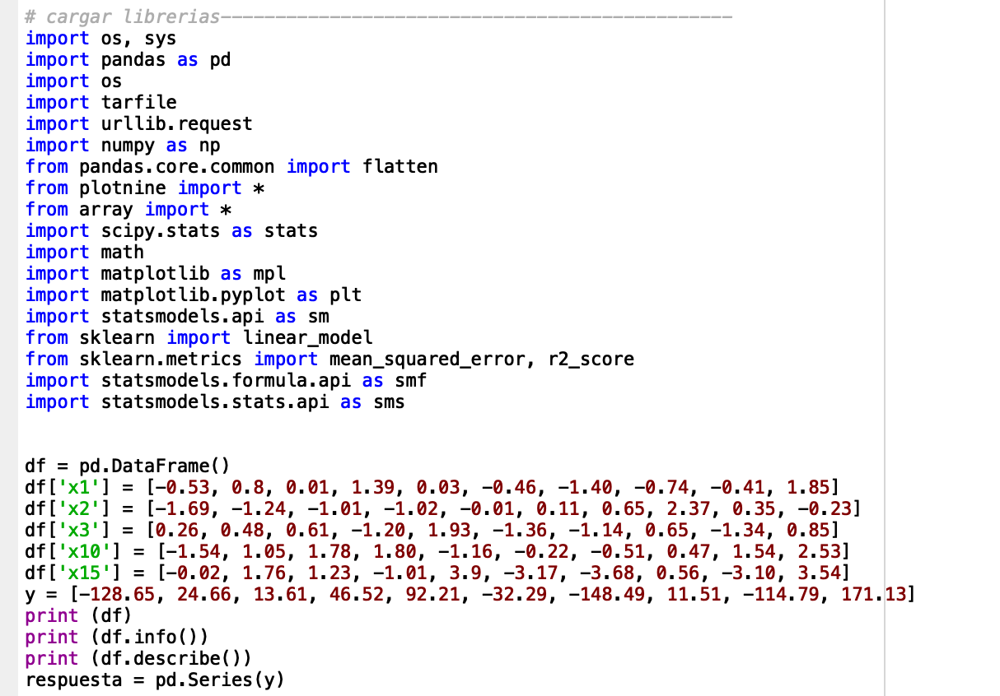 # cargar librerias-----------------------------------------------
import os, sys
import pandas as pd
import os
import tarfile
import urllib.request
import numpy as np
from pandas.core.common import flatten
from plotnine import *
from array import *
import scipy.stats as stats
import math
import matplotlib as mpl
import matplotlib.pyplot as plt
import statsmodels.api as sm
from sklearn import linear_model
from sklearn.metrics import mean_squared_error, r2_score
import statsmodels.formula.api as smf
import statsmodels.stats.api as sms
df = pd.DataFrame()
df['x1'] = [-0.53, 0.8, 0.01, 1.39, 0.03, -0.46, -1.40, -0.74, -0.41, 1.85]
df['x2'] = [-1.69, -1.24, -1.01, -1.02, -0.01, 0.11, 0.65, 2.37, 0.35, -0.23]
df['x3'] = [0.26, 0.48, 0.61, -1.20, 1.93, -1.36, -1.14, 0.65, -1.34, 0.85]
df['x10'] = [-1.54, 1.05, 1.78, 1.80, -1.16, -0.22, -0.51, 0.47, 1.54, 2.53]
df['x15'] = [-0.02, 1.76, 1.23, -1.01, 3.9, -3.17, -3.68, 0.56, -3.10, 3.54]
y = [-128.65, 24.66, 13.61, 46.52, 92.21, -32.29, -148.49, 11.51, -114.79, 171.13]
print (df)
print (df.info())
print (df.describe())
respuesta = pd.Series(y)